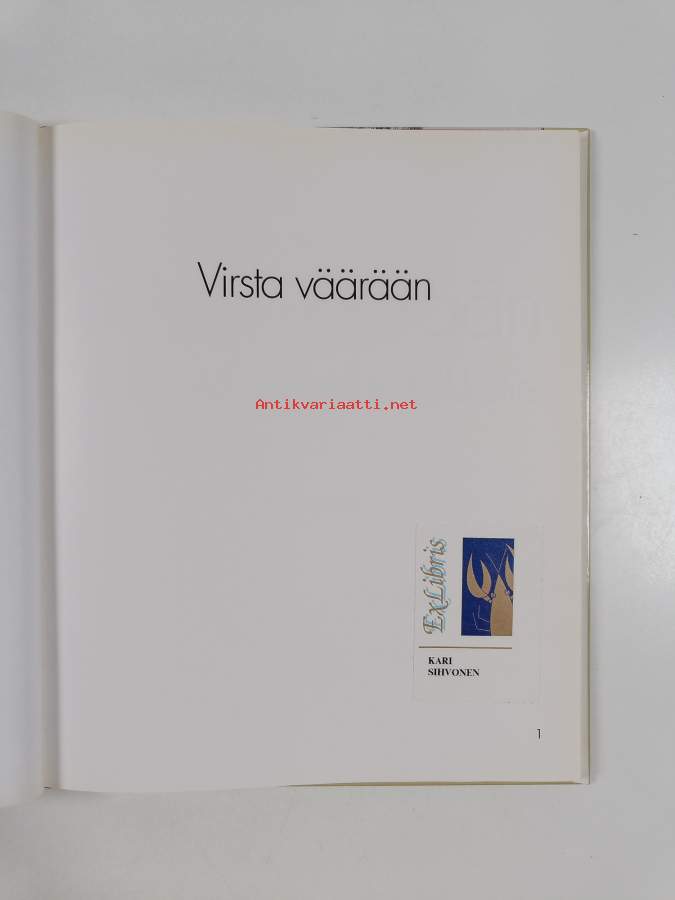 Virsta väärään
Antikvariaatti.net
ExLibris
KARI
SIHVONEN
1